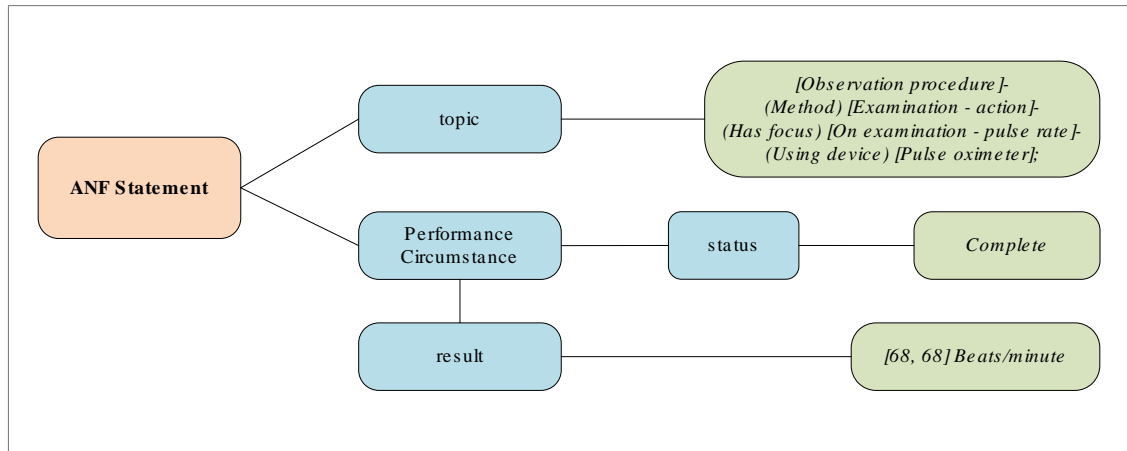 ANF Statement
topic
[Observation procedure]-
(Method) [Examination - action]-
(Has focus) [On examination - pulse rate]-
(Using device) [Pulse oximeter];
Performance
Circumstance
status
Complete
result
[68, 68] Beats/minute